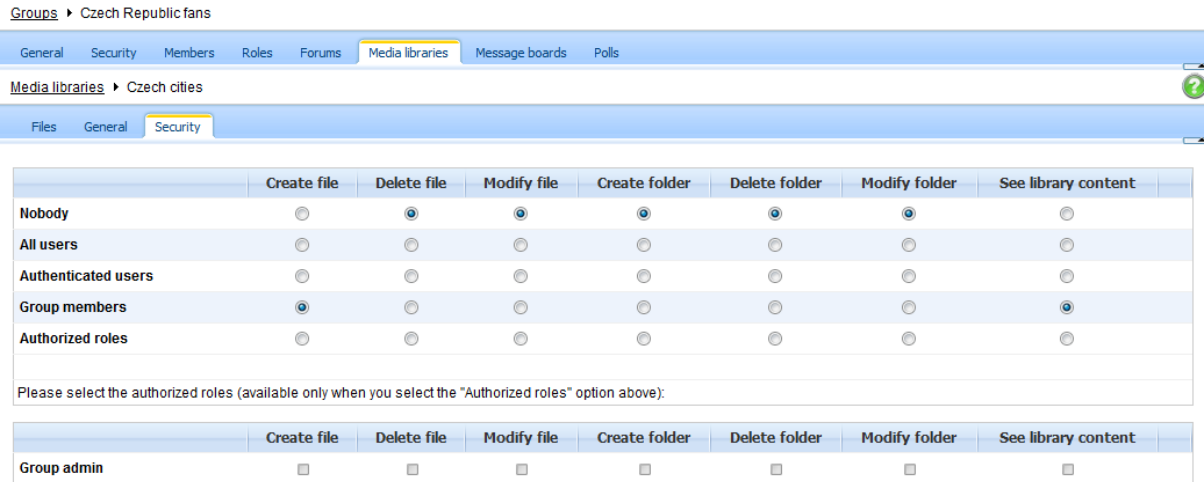 Groups ▸ Czech Republic fans
General Security Members Roles Forums Media libraries Message boards Polls
Media libraries ▸ Czech cities
Files General Security
Create file Delete file Modify file Create folder Delete folder Modify folder See library content
Nobody
All users
Authenticated users
Group members
Authorized roles
Please select the authorized roles (available only when you select the "Authorized roles" option above):
Create file Delete file Modify file Create folder Delete folder Modify folder See library content
Group admin